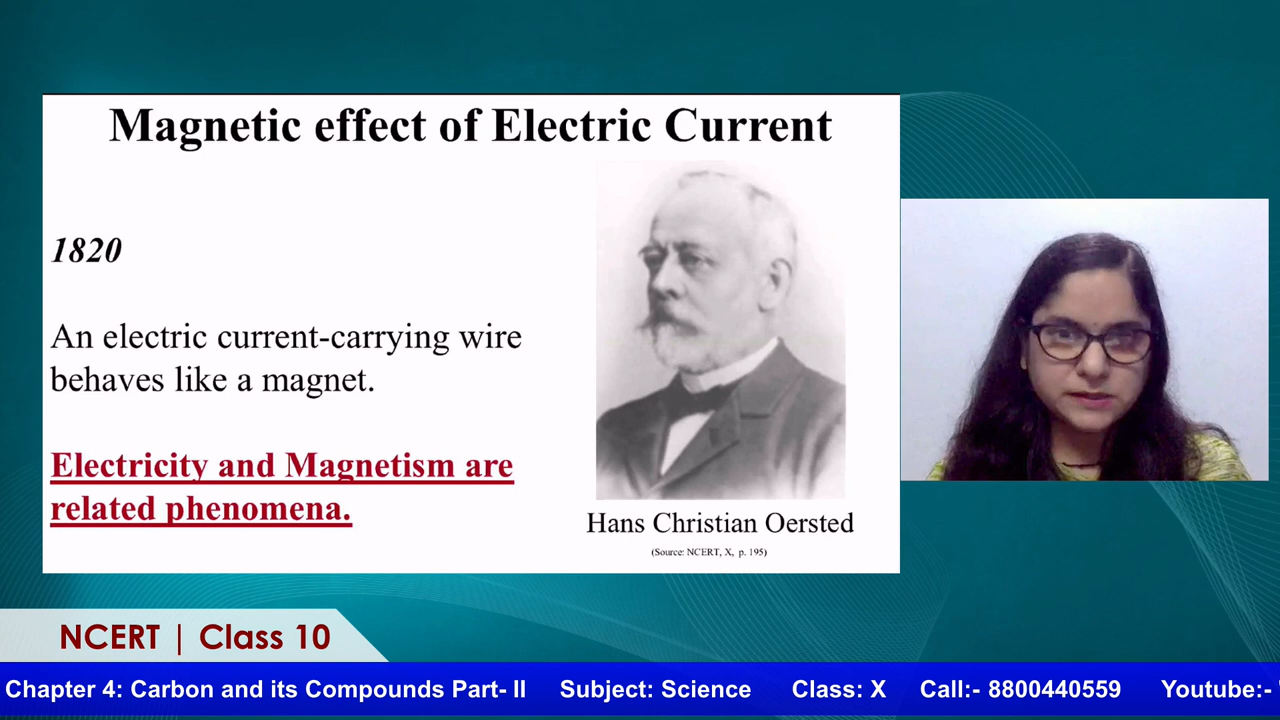 Magnetic effect of Electric Current
1820
An electric current-carrying wire
behaves like a magnet.
Electricity and Magnetism are
related phenomena.
Hans Christian Oersted
(Source: NCERT, X, p. 195)
NCERT | Class 10
Chapter 4: Carbon and its Compounds Part- II Subject: Science Class: X Call:- 8800440559 Youtube:-